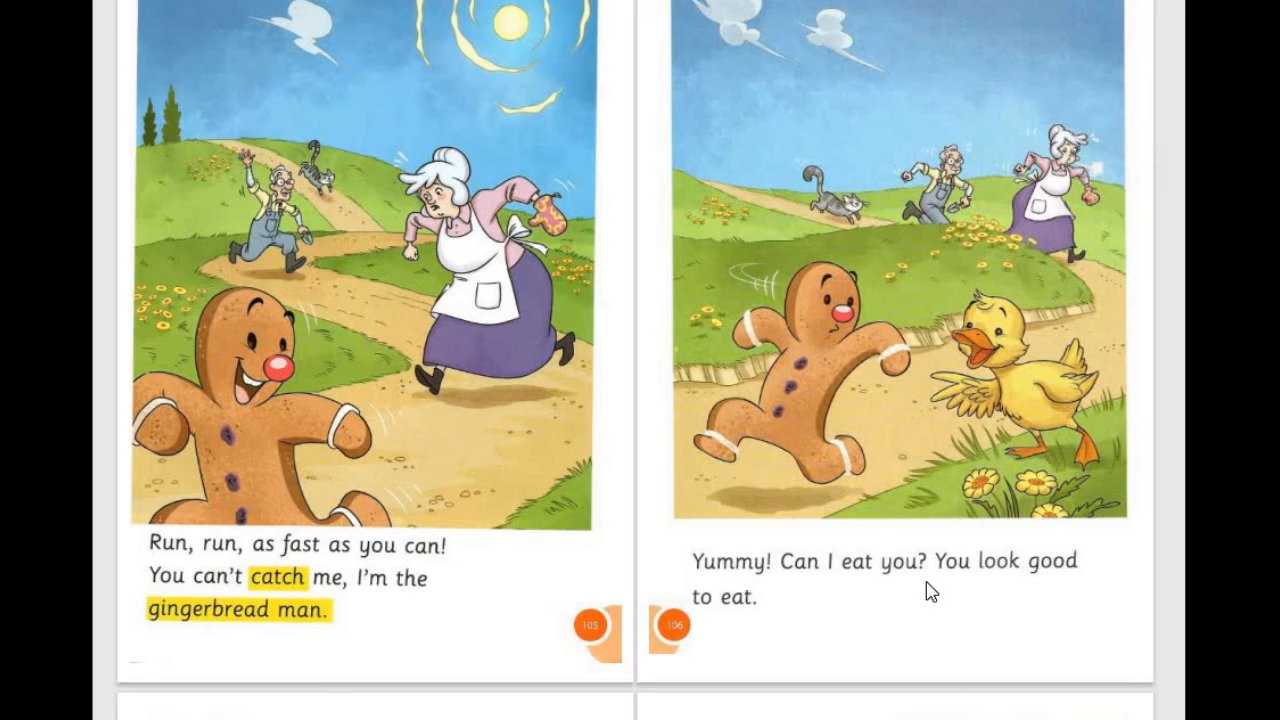 Run, run, as fast as you can!
You can't catch me, I'm the
gingerbread man.
105
Yummy! Can I eat you? You look good
to eat.
106